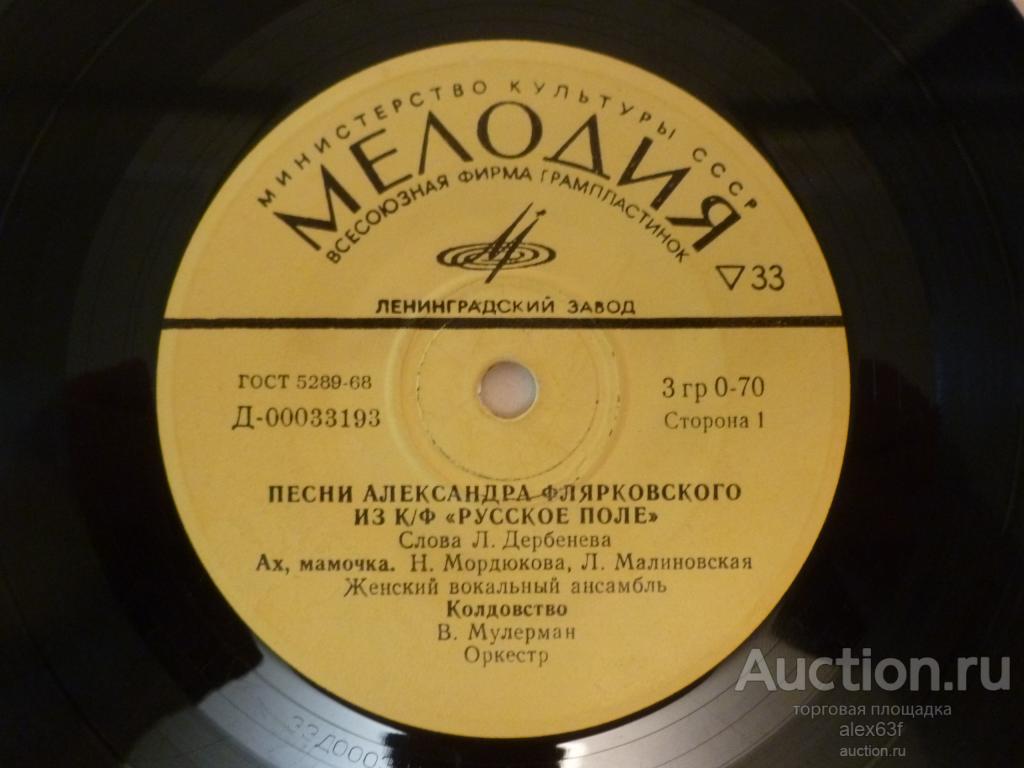 МИНИСТЕРСТВО КУЛЬТУРЫ СССР
МЕЛОДИЯ
ВСЕСОЮЗНАЯ ФИРМА ГРАМПЛАСТИНОК
▽33
ЛЕНИНГРАДСКИЙ ЗАВОД
ГОСТ 5289-68
3 гр 0-70
Д-00033193
Сторона 1
ПЕСНИ АЛЕКСАНДРА ФЛЯРКОВСКОГО
ИЗ К/Ф «РУССКОЕ ПОЛЕ»
Слова Л. Дербенева
Ах, мамочка. Н. Мордюкова, Л. Малиновская
Женский вокальный ансамбль
Колдовство
В. Мулерман
Оркестр
Auction.ru
торговая площадка
alex63f
auction.ru